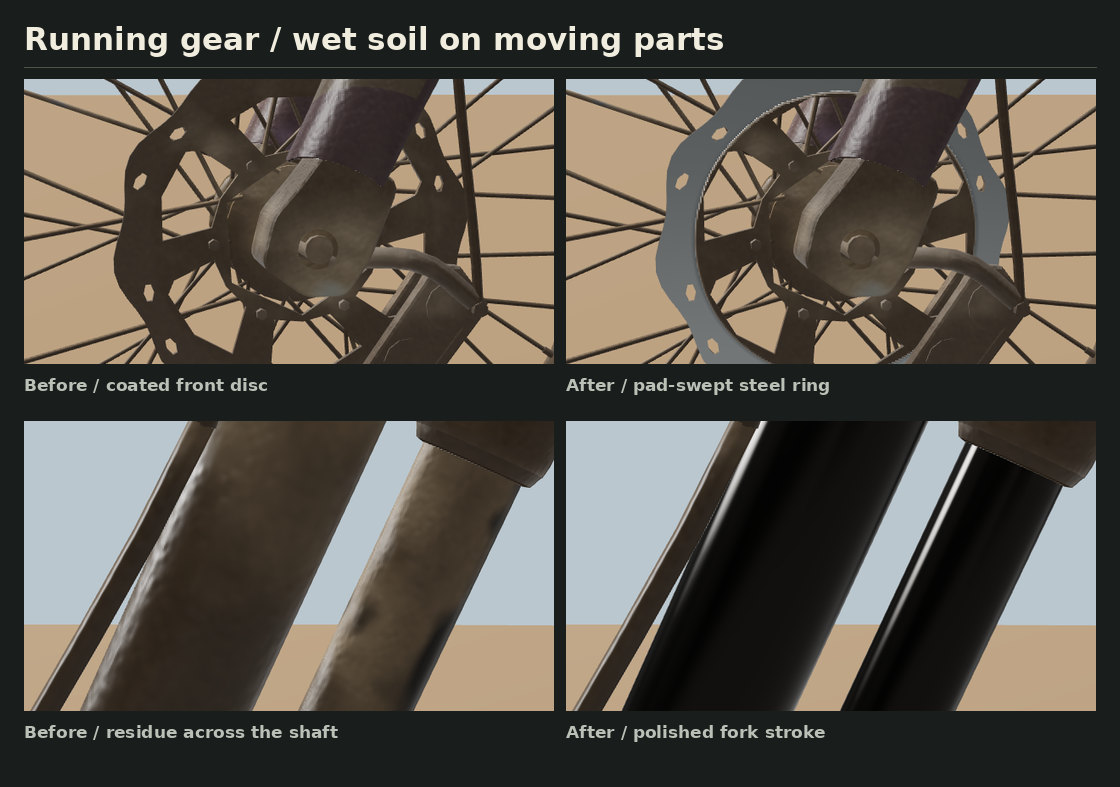 Running gear / wet soil on moving parts
Before / coated front disc
After / pad-swept steel ring
Before / residue across the shaft
After / polished fork stroke